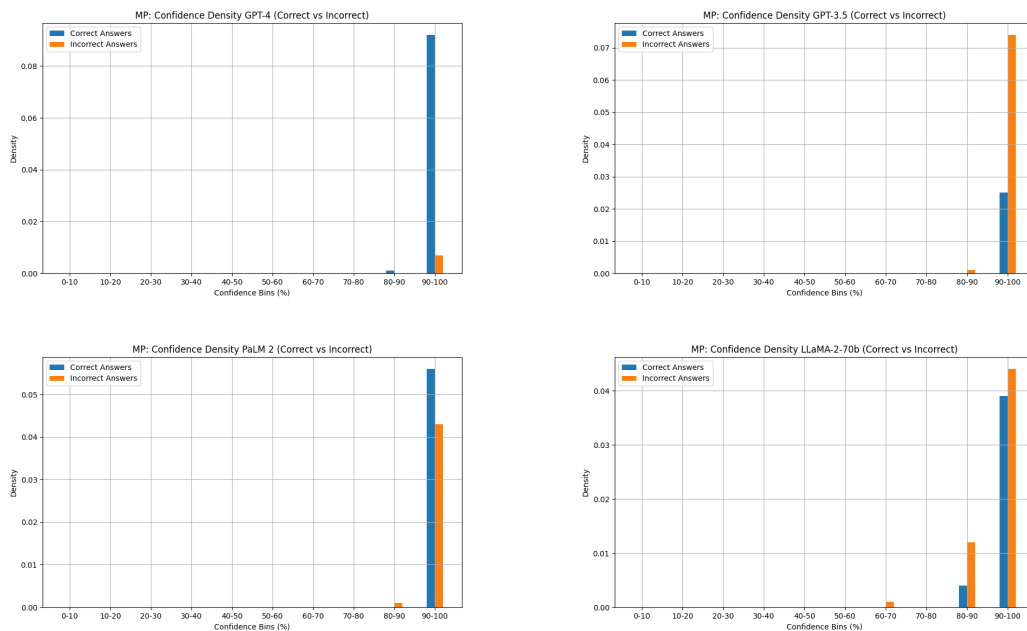 MP: Confidence Density GPT-4 (Correct vs Incorrect)
Correct Answers
Incorrect Answers
0.08
0.06
0.04
0.02
0.00
Density
0-10 10-20 20-30 30-40 40-50 50-60 60-70 70-80 80-90 90-100
Confidence Bins (%)
MP: Confidence Density GPT-3.5 (Correct vs Incorrect)
Correct Answers
Incorrect Answers
0.07
0.06
0.05
0.04
0.03
0.02
0.01
0.00
Density
0-10 10-20 20-30 30-40 40-50 50-60 60-70 70-80 80-90 90-100
Confidence Bins (%)
MP: Confidence Density PaLM 2 (Correct vs Incorrect)
Correct Answers
Incorrect Answers
0.05
0.04
0.03
0.02
0.01
0.00
Density
0-10 10-20 20-30 30-40 40-50 50-60 60-70 70-80 80-90 90-100
Confidence Bins (%)
MP: Confidence Density LLaMA-2-70b (Correct vs Incorrect)
Correct Answers
Incorrect Answers
0.04
0.03
0.02
0.01
0.00
Density
0-10 10-20 20-30 30-40 40-50 50-60 60-70 70-80 80-90 90-100
Confidence Bins (%)